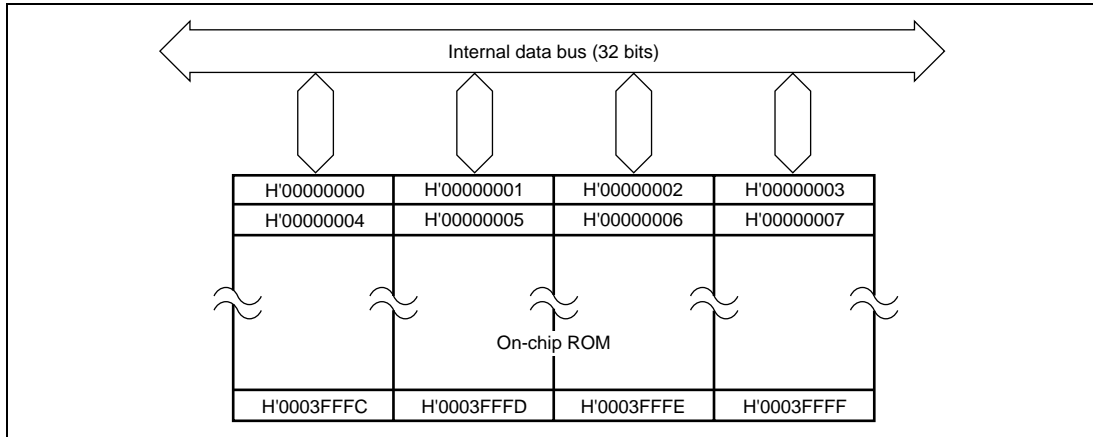 Internal data bus (32 bits)
H'00000000 H'00000001 H'00000002 H'00000003
H'00000004 H'00000005 H'00000006 H'00000007
On-chip ROM
H'0003FFFC H'0003FFFD H'0003FFFE H'0003FFFF